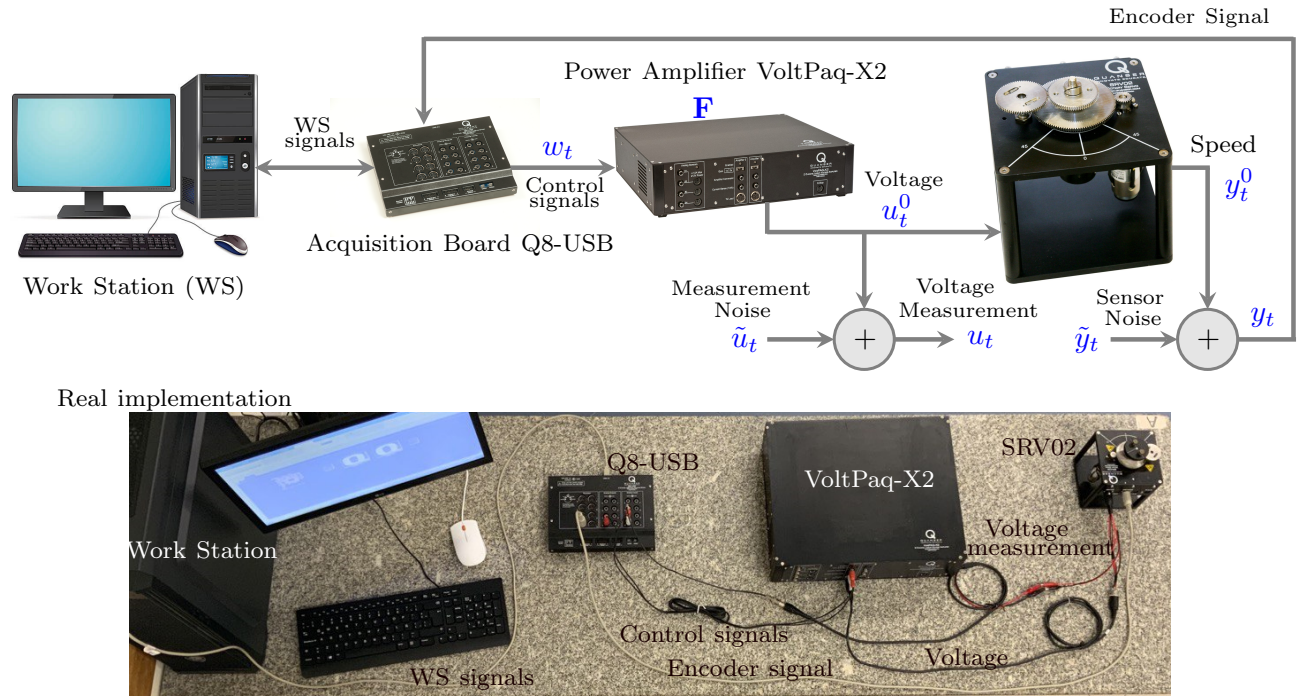 Encoder Signal
Power Amplifier VoltPaq-X2
F
WS
signals
w_t
Control
signals
Acquisition Board Q8-USB
Work Station (WS)
QUANSER
SRV02
Voltage
u_t^0
Speed
y_t^0
Measurement
Noise
ũ_t
+
Voltage
Measurement
u_t
Sensor
Noise
ỹ_t
+
y_t
Real implementation
Work Station
Q8-USB
VoltPaq-X2
SRV02
Voltage
measurement
Control signals
WS signals
Encoder signal
Voltage